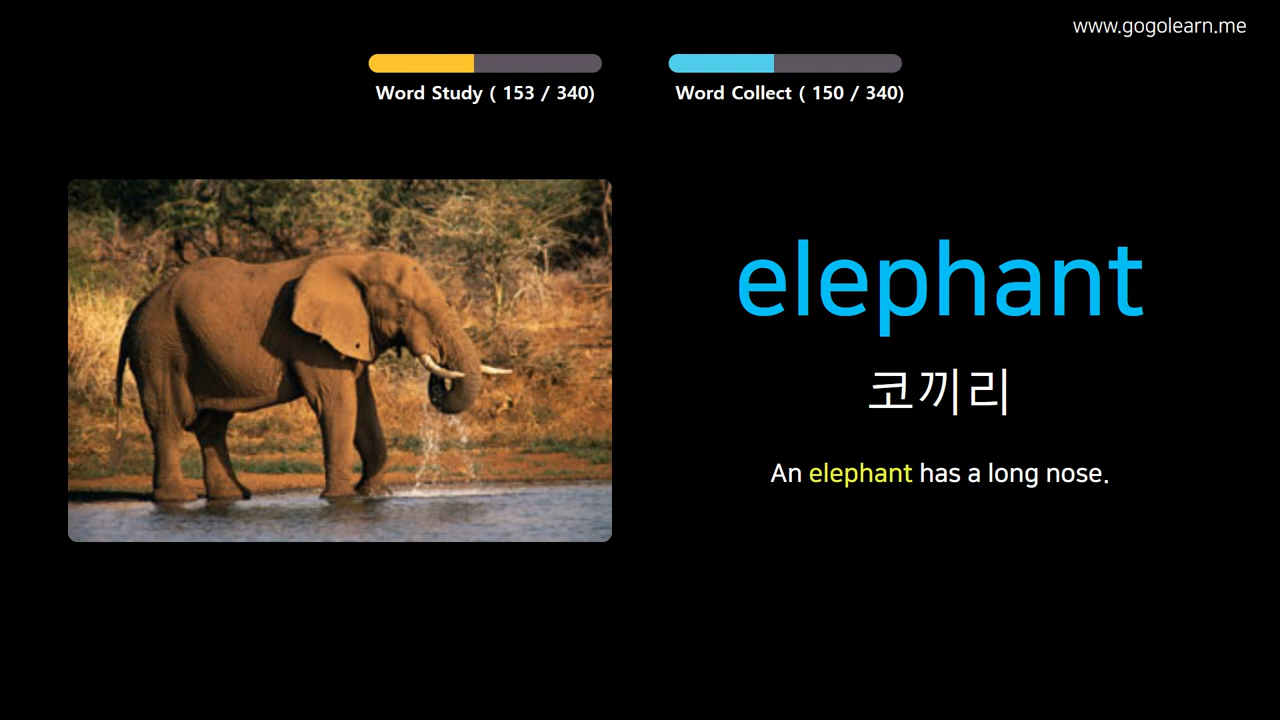 www.gogolearn.me
Word Study ( 153 / 340)
Word Collect ( 150 / 340)
elephant
코끼리
An elephant has a long nose.